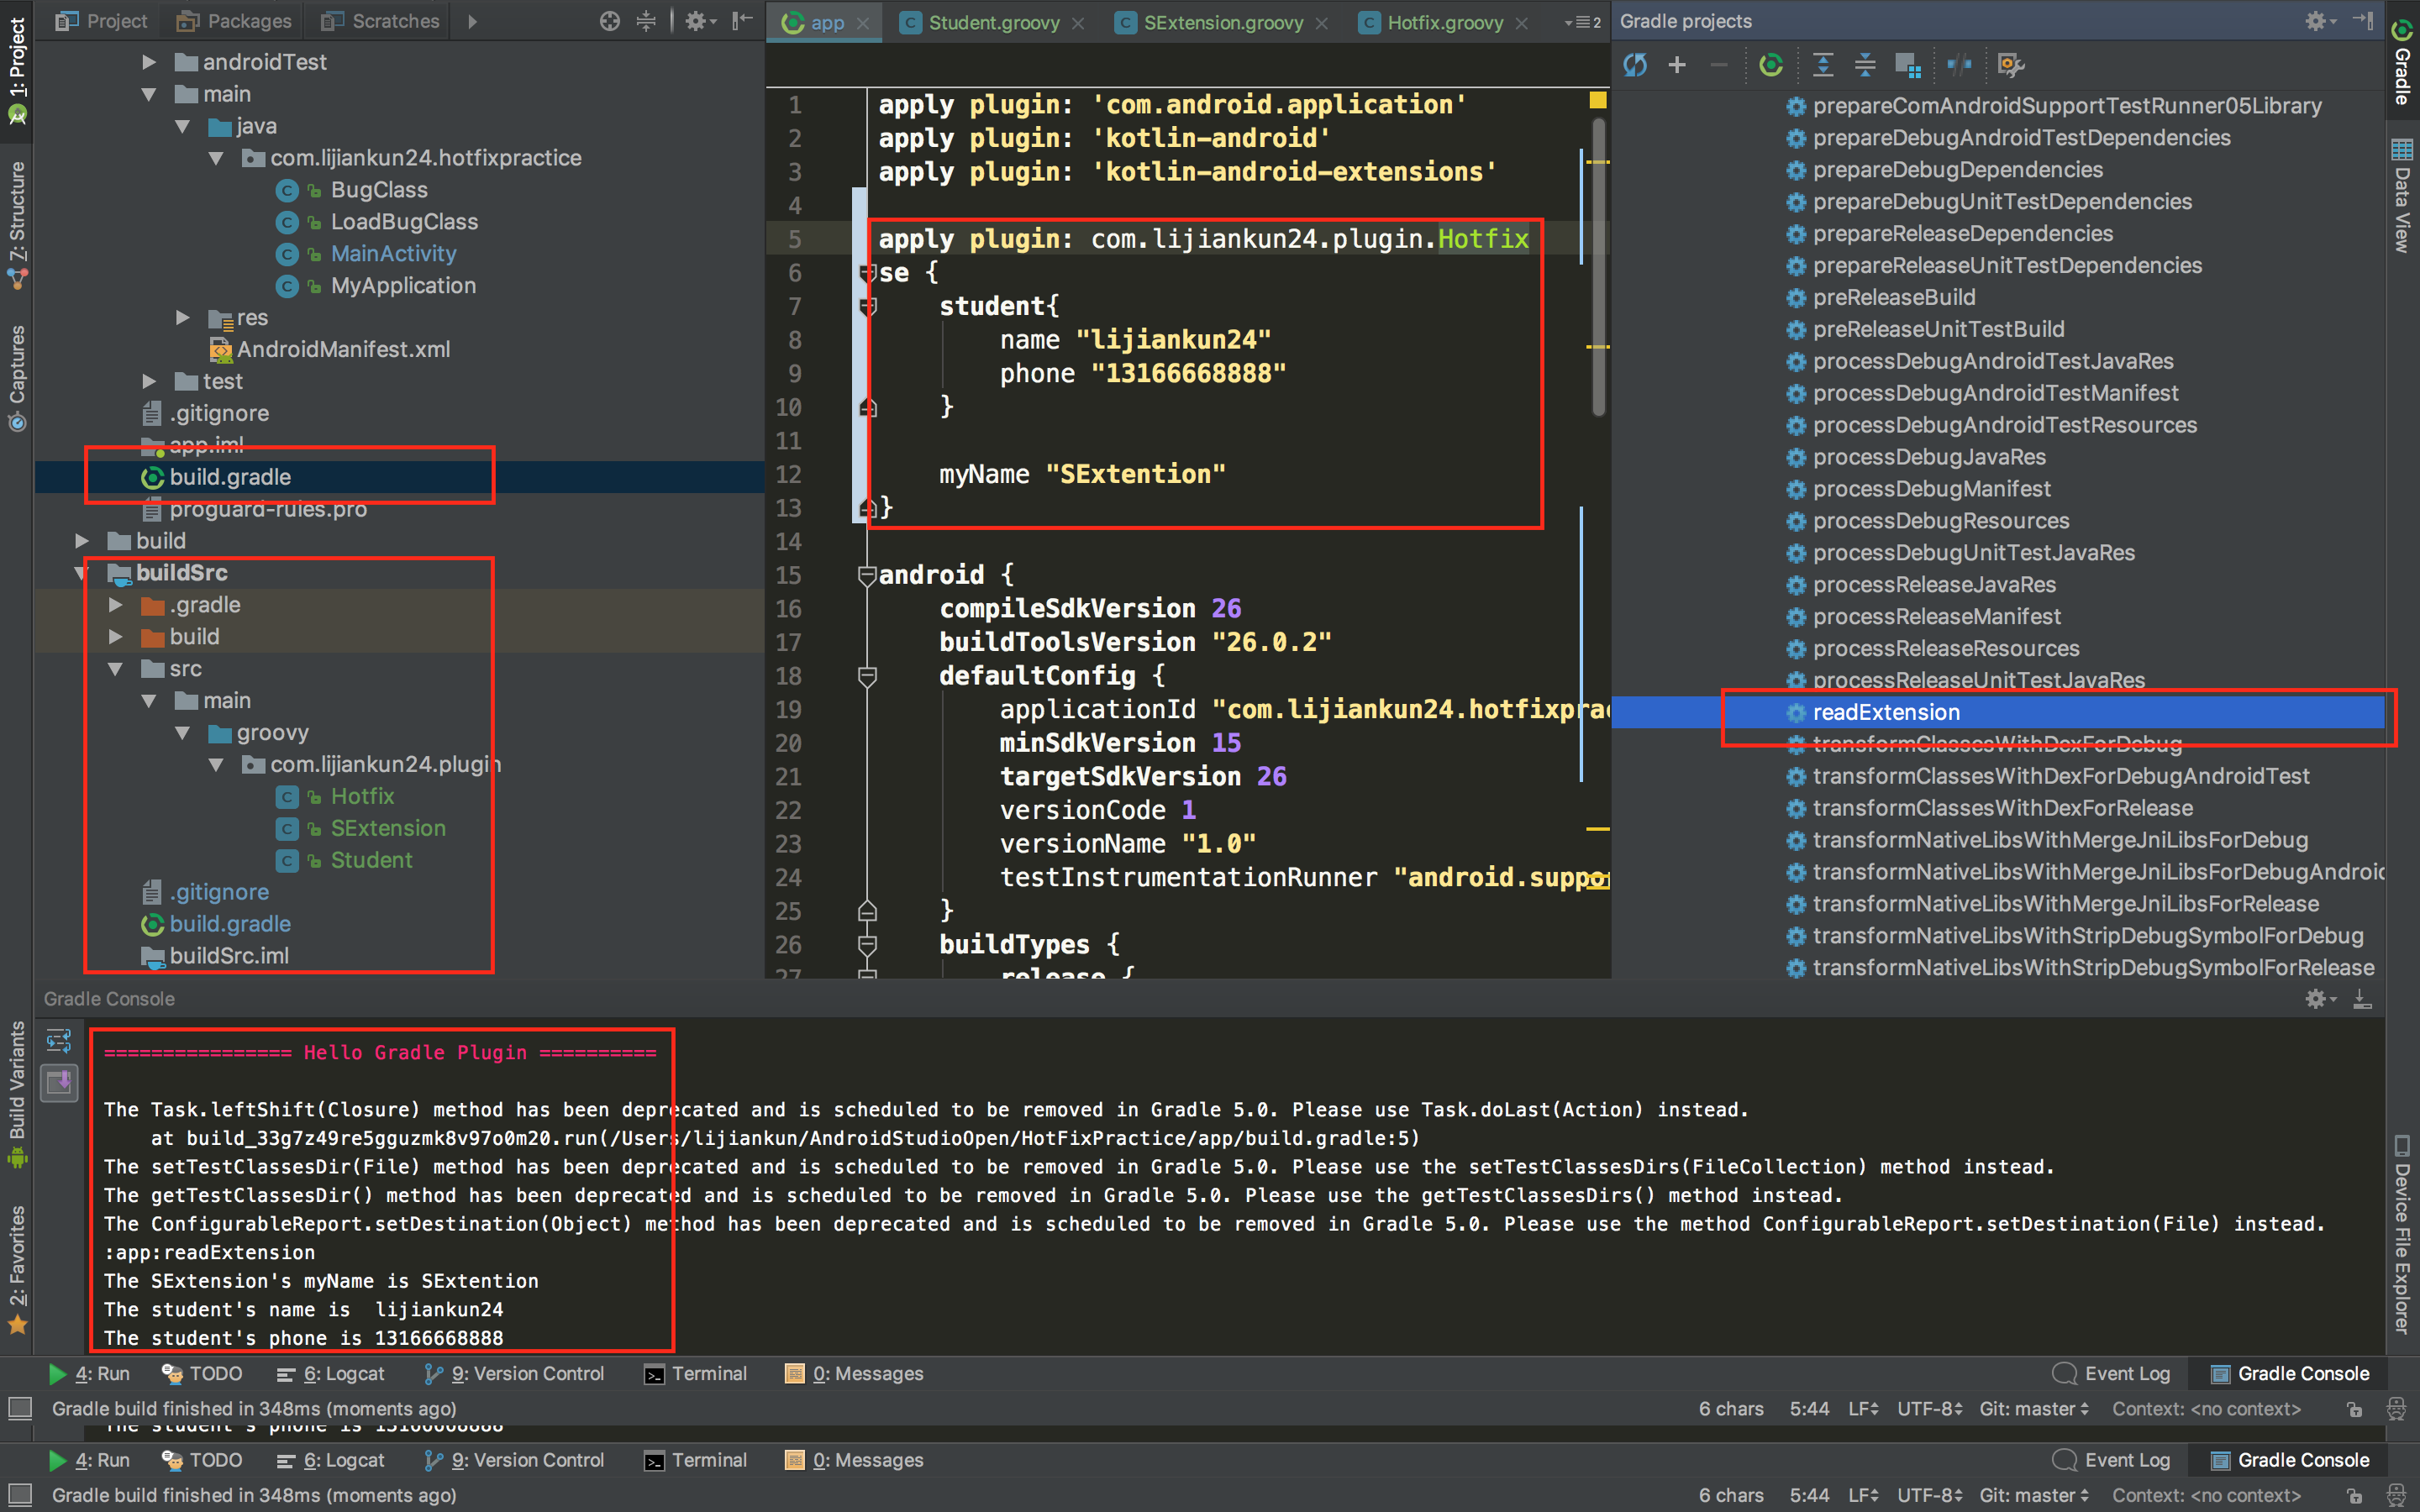 Project
Packages
Scratches
androidTest
main
java
com.lijiankun24.hotfixpractice
BugClass
LoadBugClass
MainActivity
MyApplication
res
AndroidManifest.xml
test
.gitignore
app.iml
build.gradle
proguard-rules.pro
build
buildSrc
.gradle
build
src
main
groovy
com.lijiankun24.plugin
Hotfix
SExtension
Student
.gitignore
build.gradle
buildSrc.iml
1: Project
Z: Structure
Captures
Build Variants
2: Favorites
app
Student.groovy
SExtension.groovy
Hotfix.groovy
2
1 apply plugin: 'com.android.application'
2 apply plugin: 'kotlin-android'
3 apply plugin: 'kotlin-android-extensions'
4
5 apply plugin: com.lijiankun24.plugin.Hotfix
6 se {
7 student{
8 name "lijiankun24"
9 phone "13166668888"
10 }
11
12 myName "SExtention"
13 }
14
15 android {
16 compileSdkVersion 26
17 buildToolsVersion "26.0.2"
18 defaultConfig {
19 applicationId "com.lijiankun24.hotfixprac
20 minSdkVersion 15
21 targetSdkVersion 26
22 versionCode 1
23 versionName "1.0"
24 testInstrumentationRunner "android.suppo
25 }
26 buildTypes {
27 release {
Gradle projects
prepareComAndroidSupportTestRunner05Library
prepareDebugAndroidTestDependencies
prepareDebugDependencies
prepareDebugUnitTestDependencies
prepareReleaseDependencies
prepareReleaseUnitTestDependencies
preReleaseBuild
preReleaseUnitTestBuild
processDebugAndroidTestJavaRes
processDebugAndroidTestManifest
processDebugAndroidTestResources
processDebugJavaRes
processDebugManifest
processDebugResources
processDebugUnitTestJavaRes
processReleaseJavaRes
processReleaseManifest
processReleaseResources
processReleaseUnitTestJavaRes
readExtension
transformClassesWithDexForDebug
transformClassesWithDexForDebugAndroidTest
transformClassesWithDexForRelease
transformNativeLibsWithMergeJniLibsForDebug
transformNativeLibsWithMergeJniLibsForDebugAndroid
transformNativeLibsWithMergeJniLibsForRelease
transformNativeLibsWithStripDebugSymbolForDebug
transformNativeLibsWithStripDebugSymbolForRelease
Gradle
Data View
Device File Explorer
Gradle Console
================ Hello Gradle Plugin ==========
The Task.leftShift(Closure) method has been deprecated and is scheduled to be removed in Gradle 5.0. Please use Task.doLast(Action) instead.
at build_33g7z49re5gguzmk8v97o0m20.run(/Users/lijiankun/AndroidStudioOpen/HotFixPractice/app/build.gradle:5)
The setTestClassesDir(File) method has been deprecated and is scheduled to be removed in Gradle 5.0. Please use the setTestClassesDirs(FileCollection) method instead.
The getTestClassesDir() method has been deprecated and is scheduled to be removed in Gradle 5.0. Please use the getTestClassesDirs() method instead.
The ConfigurableReport.setDestination(Object) method has been deprecated and is scheduled to be removed in Gradle 5.0. Please use the method ConfigurableReport.setDestination(File) instead.
:app:readExtension
The SExtension's myName is SExtention
The student's name is  lijiankun24
The student's phone is 13166668888
4: Run TODO 6: Logcat 9: Version Control Terminal 0: Messages Event Log Gradle Console
Gradle build finished in 348ms (moments ago) 6 chars 5:44 LF UTF-8 Git: master Context: <no context>
The student's phone is 13166668888
4: Run TODO 6: Logcat 9: Version Control Terminal 0: Messages Event Log Gradle Console
Gradle build finished in 348ms (moments ago) 6 chars 5:44 LF UTF-8 Git: master Context: <no context>